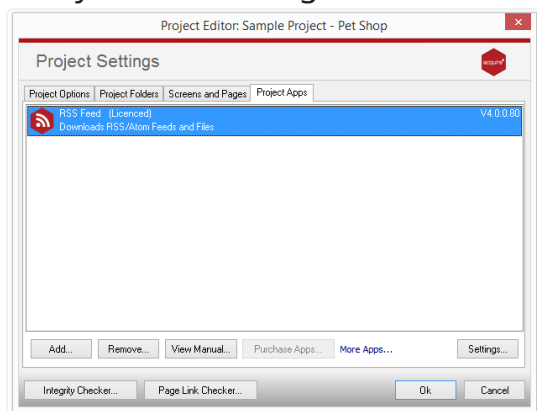 Project Editor: Sample Project - Pet Shop
Project Settings
acquire
Project Options Project Folders Screens and Pages Project Apps
RSS Feed (Licenced) V4.0.0.80
Downloads RSS/Atom Feeds and Files
Add... Remove... View Manual... Purchase Apps... More Apps... Settings...
Integrity Checker... Page Link Checker... Ok Cancel